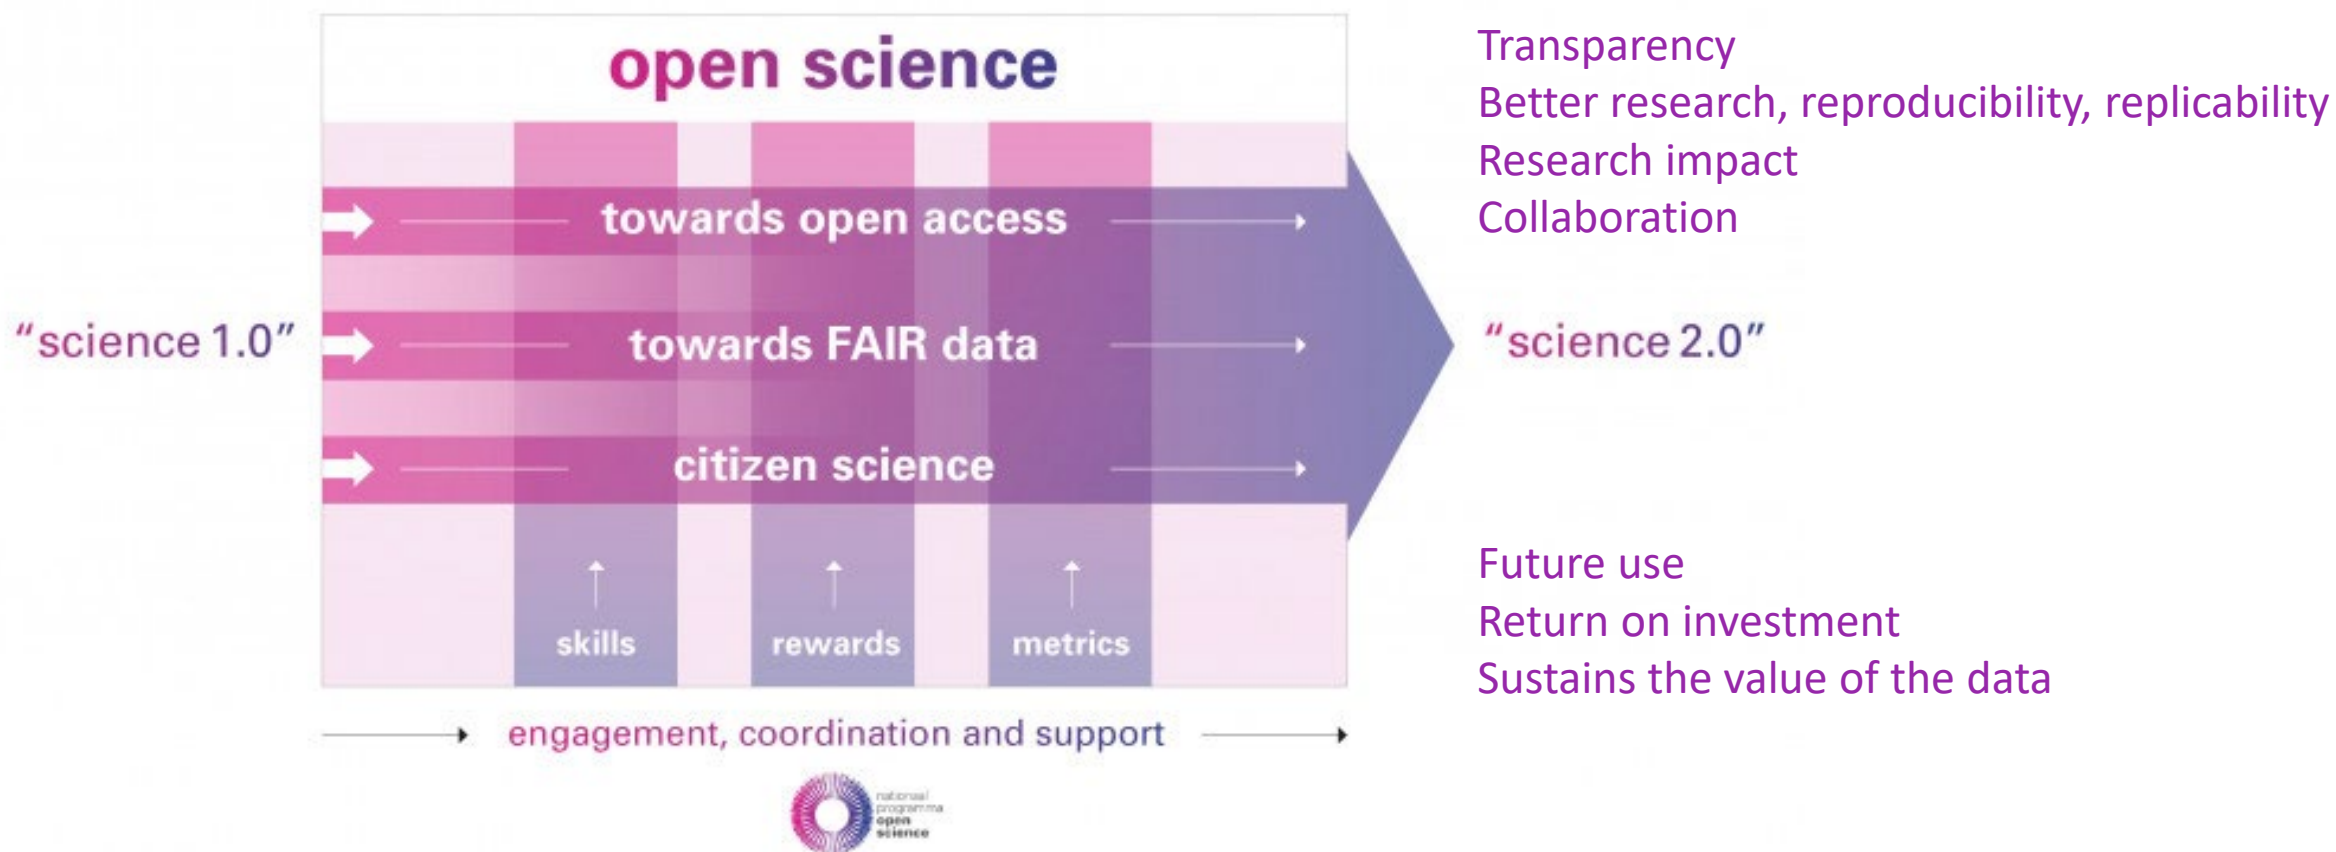 open science
Transparency
Better research, reproducibility, replicability
Research impact
Collaboration
towards open access
"science 1.0"
towards FAIR data
"science 2.0"
citizen science
Future use
Return on investment
Sustains the value of the data
skills
rewards
metrics
engagement, coordination and support
nationaal
programma
open
science